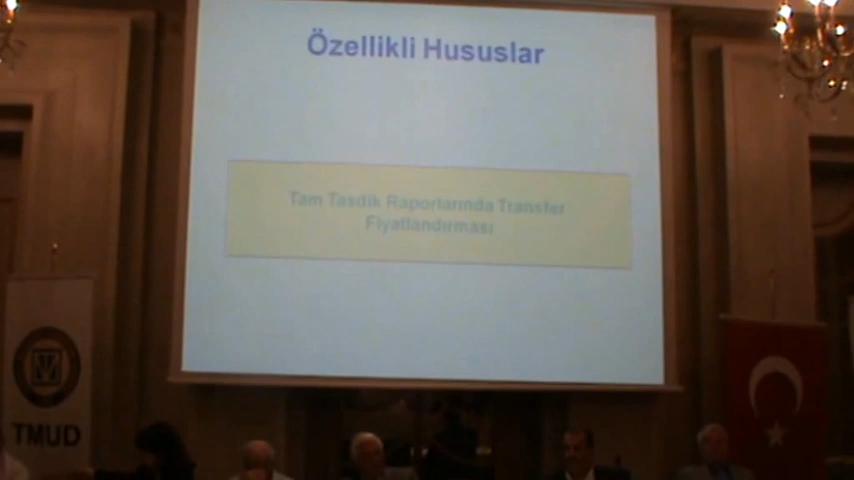 Özellikli Hususlar
Tam Tasdik Raporlarında Transfer
Fiyatlandırması
TMUD